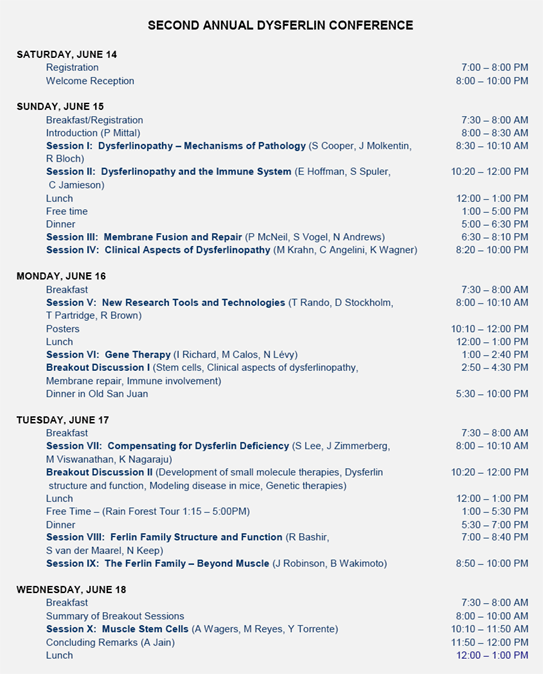 SECOND ANNUAL DYSFERLIN CONFERENCE
SATURDAY, JUNE 14
Registration 7:00 – 8:00 PM
Welcome Reception 8:00 – 10:00 PM
SUNDAY, JUNE 15
Breakfast/Registration 7:30 – 8:00 AM
Introduction (P Mittal) 8:00 – 8:30 AM
Session I: Dysferlinopathy – Mechanisms of Pathology (S Cooper, J Molkentin, 8:30 – 10:10 AM
R Bloch)
Session II: Dysferlinopathy and the Immune System (E Hoffman, S Spuler, 10:20 – 12:00 PM
C Jamieson)
Lunch 12:00 – 1:00 PM
Free time 1:00 – 5:00 PM
Dinner 5:00 – 6:30 PM
Session III: Membrane Fusion and Repair (P McNeil, S Vogel, N Andrews) 6:30 – 8:10 PM
Session IV: Clinical Aspects of Dysferlinopathy (M Krahn, C Angelini, K Wagner) 8:20 – 10:00 PM
MONDAY, JUNE 16
Breakfast 7:30 – 8:00 AM
Session V: New Research Tools and Technologies (T Rando, D Stockholm, 8:00 – 10:10 AM
T Partridge, R Brown)
Posters 10:10 – 12:00 PM
Lunch 12:00 – 1:00 PM
Session VI: Gene Therapy (I Richard, M Calos, N Lévy) 1:00 – 2:40 PM
Breakout Discussion I (Stem cells, Clinical aspects of dysferlinopathy, 2:50 – 4:30 PM
Membrane repair, Immune involvement)
Dinner in Old San Juan 5:30 – 10:00 PM
TUESDAY, JUNE 17
Breakfast 7:30 – 8:00 AM
Session VII: Compensating for Dysferlin Deficiency (S Lee, J Zimmerberg, 8:00 – 10:10 AM
M Viswanathan, K Nagaraju)
Breakout Discussion II (Development of small molecule therapies, Dysferlin 10:20 – 12:00 PM
structure and function, Modeling disease in mice, Genetic therapies)
Lunch 12:00 – 1:00 PM
Free Time – (Rain Forest Tour 1:15 – 5:00PM) 1:00 – 5:30 PM
Dinner 5:30 – 7:00 PM
Session VIII: Ferlin Family Structure and Function (R Bashir, 7:00 – 8:40 PM
S van der Maarel, N Keep)
Session IX: The Ferlin Family – Beyond Muscle (J Robinson, B Wakimoto) 8:50 – 10:00 PM
WEDNESDAY, JUNE 18
Breakfast 7:30 – 8:00 AM
Summary of Breakout Sessions 8:00 – 10:00 AM
Session X: Muscle Stem Cells (A Wagers, M Reyes, Y Torrente) 10:10 – 11:50 AM
Concluding Remarks (A Jain) 11:50 – 12:00 PM
Lunch 12:00 – 1:00 PM